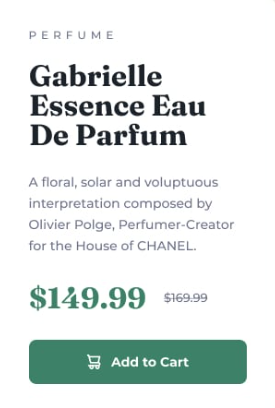 PERFUME
Gabrielle
Essence Eau
De Parfum
A floral, solar and voluptuous
interpretation composed by
Olivier Polge, Perfumer-Creator
for the House of CHANEL.
$149.99 $169.99
Add to Cart